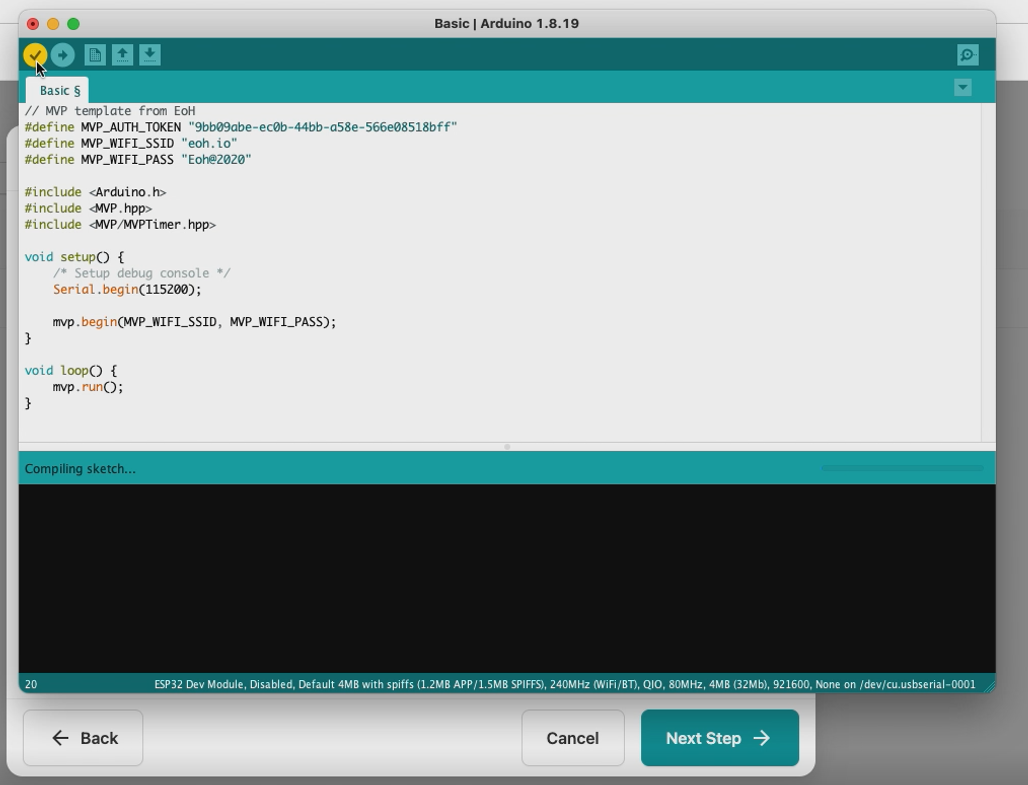 Basic | Arduino 1.8.19
Basic §
// MVP template from EoH
#define MVP_AUTH_TOKEN "9bb09abe-ec0b-44bb-a58e-566e08518bff"
#define MVP_WIFI_SSID "eoh.io"
#define MVP_WIFI_PASS "Eoh@2020"
#include <Arduino.h>
#include <MVP.hpp>
#include <MVP/MVPTimer.hpp>
void setup() {
/* Setup debug console */
Serial.begin(115200);
mvp.begin(MVP_WIFI_SSID, MVP_WIFI_PASS);
}
void loop() {
mvp.run();
}
Compiling sketch...
20 ESP32 Dev Module, Disabled, Default 4MB with spiffs (1.2MB APP/1.5MB SPIFFS), 240MHz (WiFi/BT), QIO, 80MHz, 4MB (32Mb), 921600, None on /dev/cu.usbserial-0001
Back Cancel Next Step